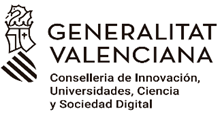 GENERALITAT
VALENCIANA
Conselleria de Innovación,
Universidades, Ciencia
y Sociedad Digital